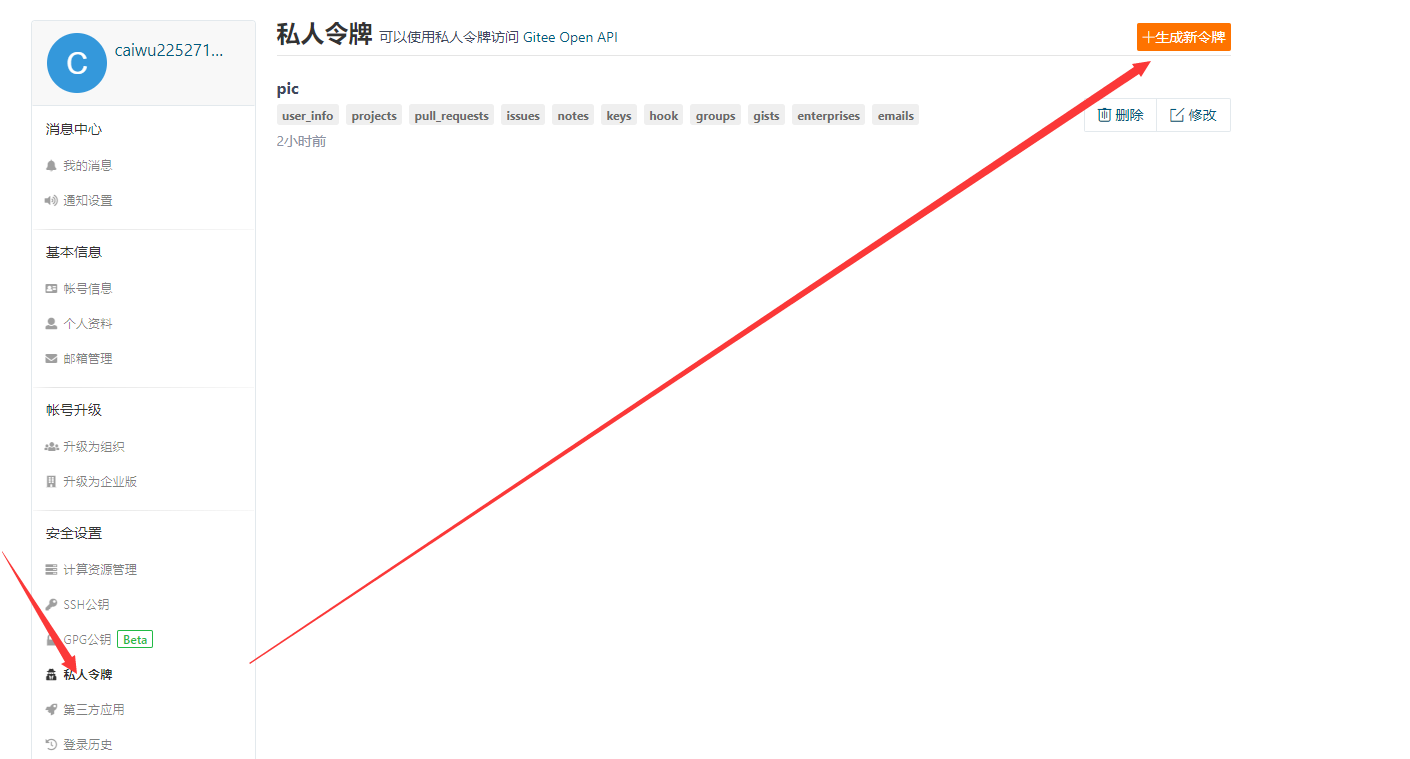 C
caiwu225271...
消息中心
我的消息
通知设置
基本信息
帐号信息
个人资料
邮箱管理
帐号升级
升级为组织
升级为企业版
安全设置
计算资源管理
SSH公钥
GPG公钥 Beta
私人令牌
第三方应用
登录历史
私人令牌 可以使用私人令牌访问 Gitee Open API
+生成新令牌
pic
user_info projects pull_requests issues notes keys hook groups gists enterprises emails
删除 修改
2小时前